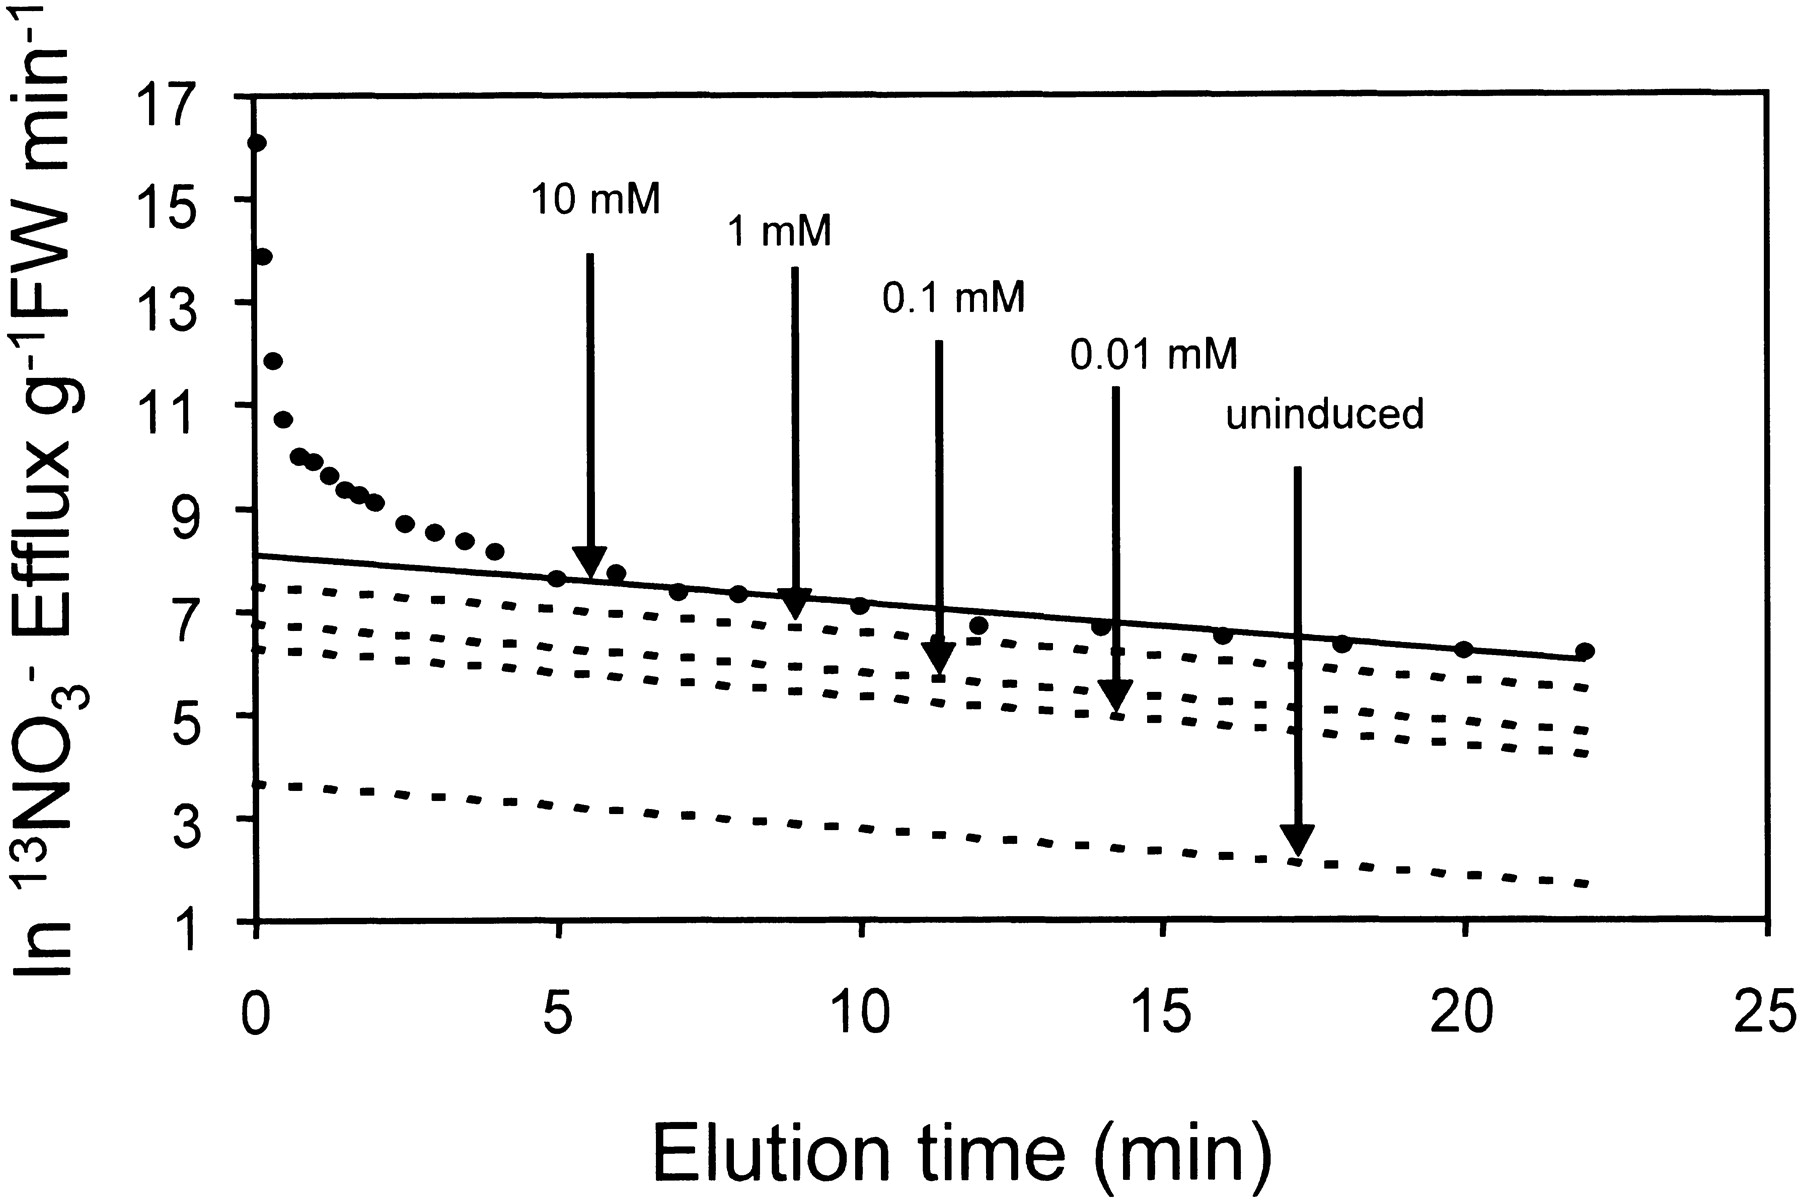 ln ¹³NO₃⁻ Efflux g⁻¹FW min⁻¹
17
15
13
11
9
7
5
3
1
10 mM
1 mM
0.1 mM
0.01 mM
uninduced
0 5 10 15 20 25
Elution time (min)